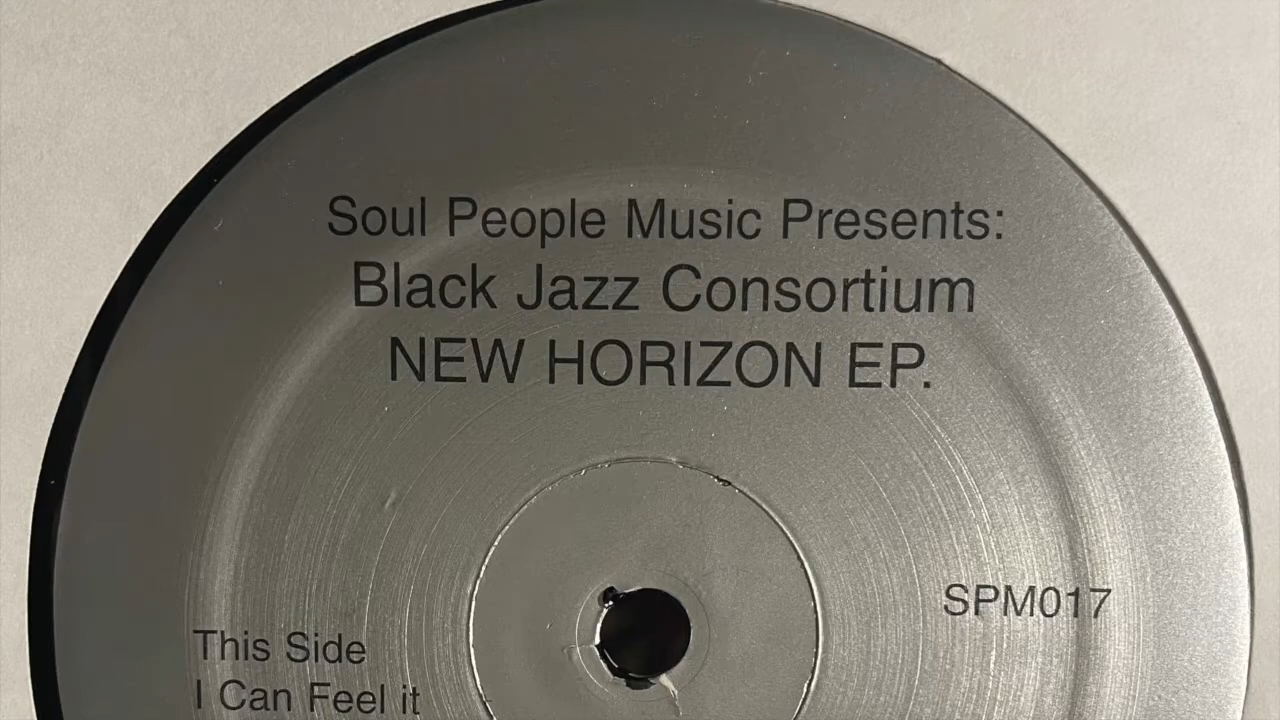 Soul People Music Presents:
Black Jazz Consortium
NEW HORIZON EP.
SPM017
This Side
I Can Feel it